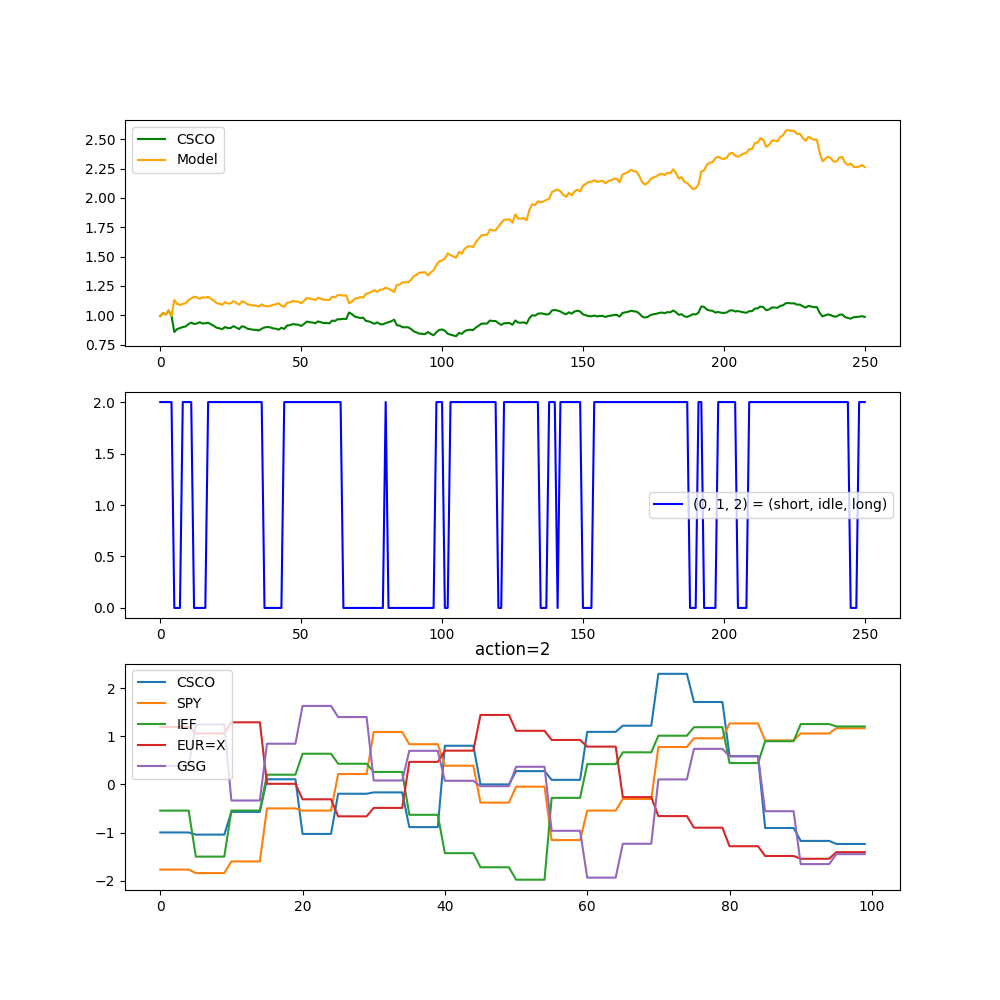 2.50
2.25
2.00
1.75
1.50
1.25
1.00
0.75
CSCO
Model
0 50 100 150 200 250
2.0
1.5
1.0
0.5
0.0
(0, 1, 2) = (short, idle, long)
0 50 100 150 200 250
action=2
2
1
0
−1
−2
CSCO
SPY
IEF
EUR=X
GSG
0 20 40 60 80 100